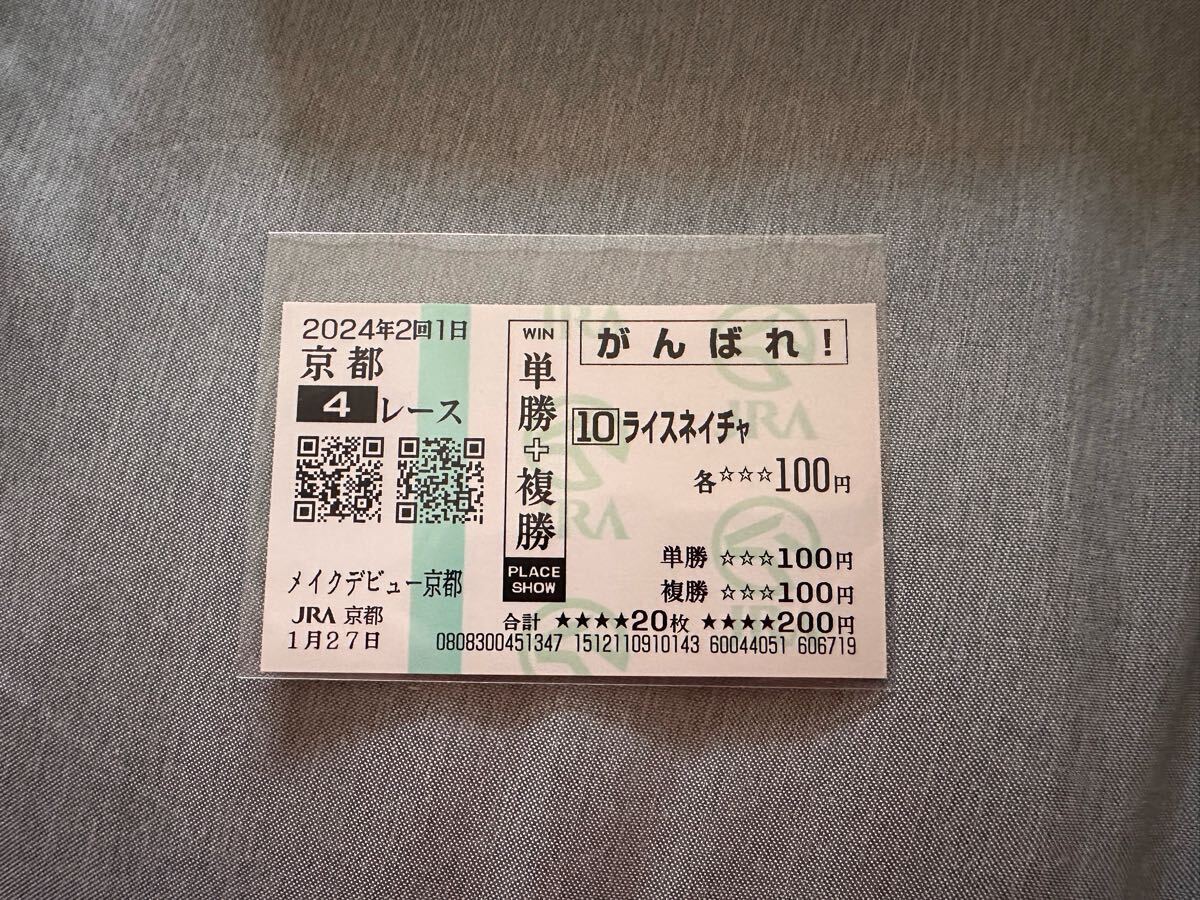 2024年2回1日
京都
4レース
メイクデビュー京都
JRA 京都
1月27日
WIN
単勝+複勝
PLACE
SHOW
がんばれ!
10ライスネイチャ
各☆☆☆100円
単勝 ☆☆☆100円
複勝 ☆☆☆100円
合計 ★★★★20枚 ★★★★200円
0808300451347 1512110910143 60044051 606719
JRA
JRA
JRA